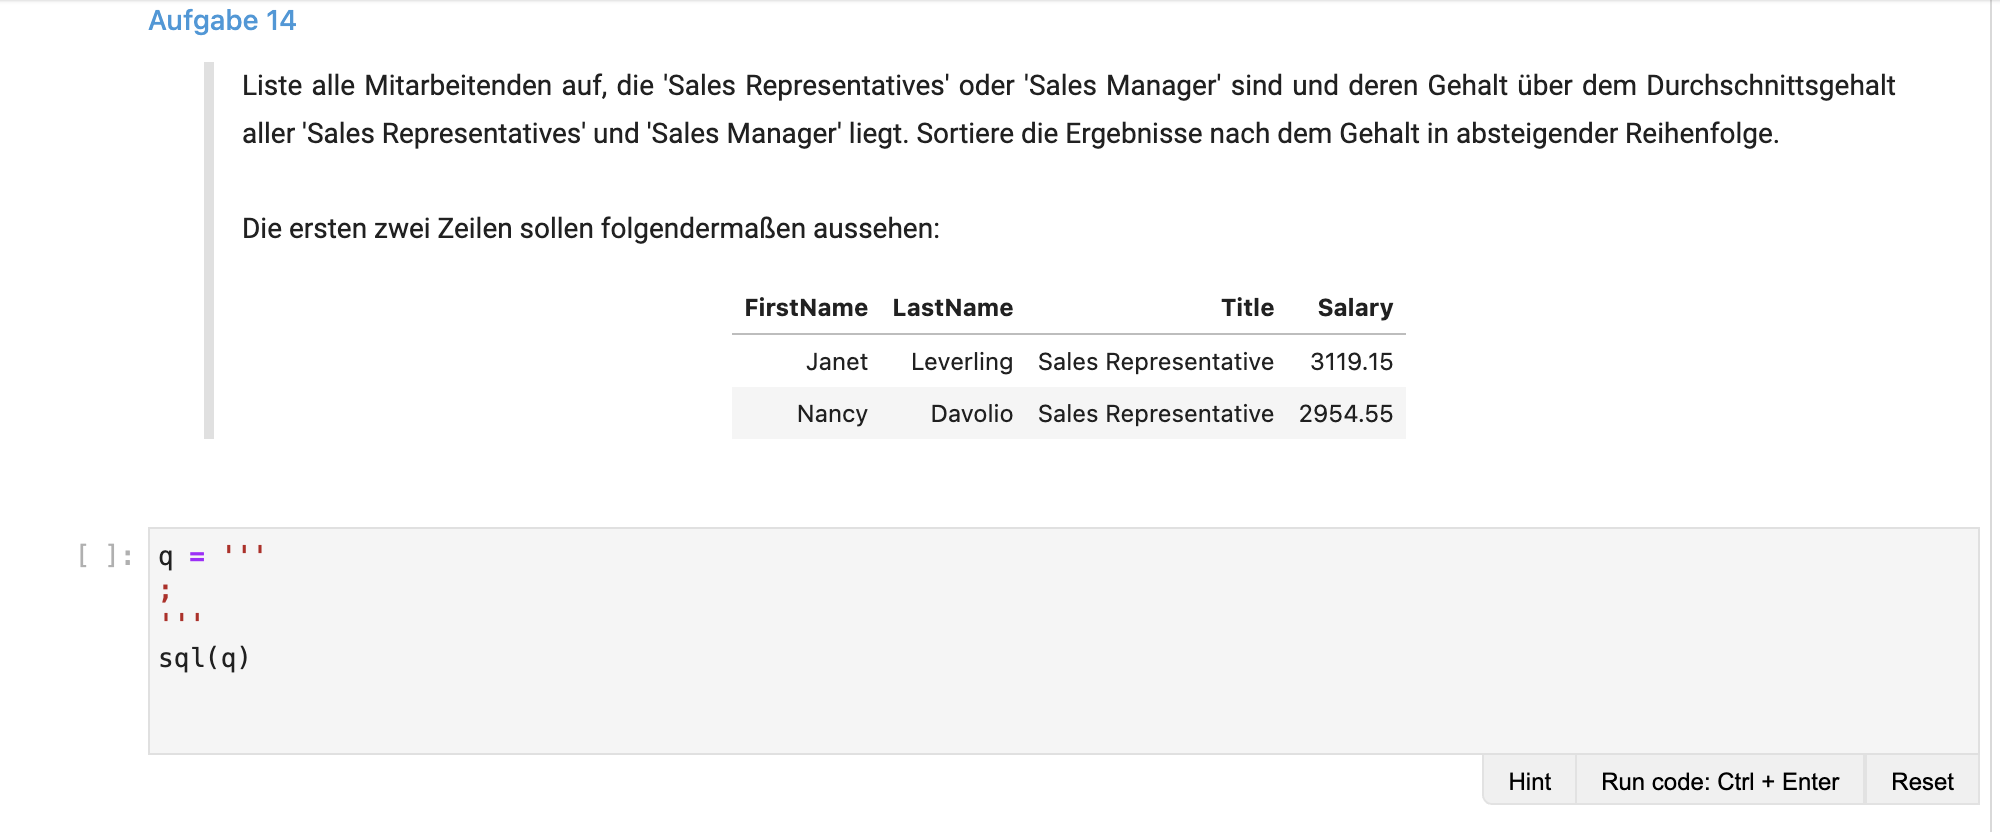 Aufgabe 14
Liste alle Mitarbeitenden auf, die 'Sales Representatives' oder 'Sales Manager' sind und deren Gehalt über dem Durchschnittsgehalt
aller 'Sales Representatives' und 'Sales Manager' liegt. Sortiere die Ergebnisse nach dem Gehalt in absteigender Reihenfolge.
Die ersten zwei Zeilen sollen folgendermaßen aussehen:
FirstName LastName Title Salary
Janet Leverling Sales Representative 3119.15
Nancy Davolio Sales Representative 2954.55
[ ]: q = '''
;
'''
sql(q)
Hint Run code: Ctrl + Enter Reset